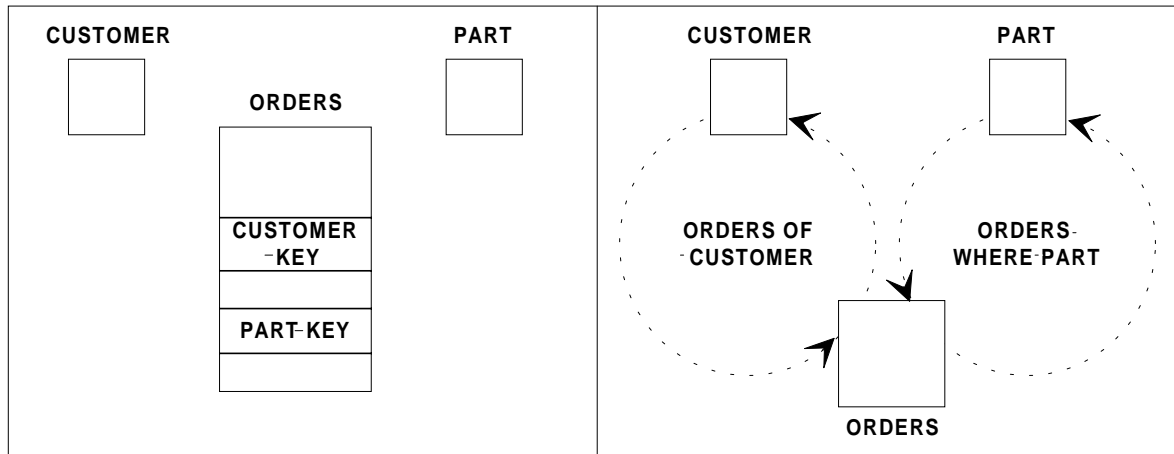 CUSTOMER
PART
ORDERS
CUSTOMER
-KEY
PART-KEY
CUSTOMER
PART
ORDERS OF
-CUSTOMER
ORDERS-
WHERE-PART
ORDERS